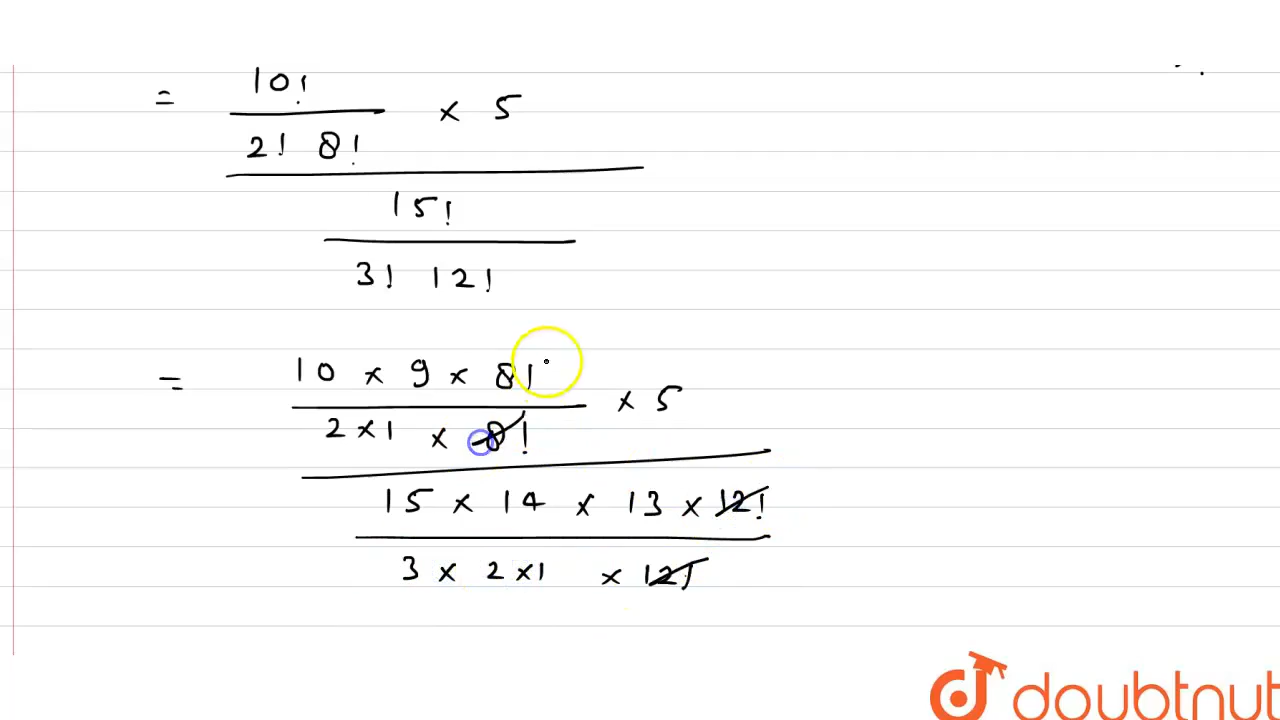 10!
= × 5
2! 8!
15!
3! 12!
10 × 9 × 8!
= × 5
2 × 1 × 8!
15 × 14 × 13 × 12!
3 × 2 × 1 × 12!
doubtnut